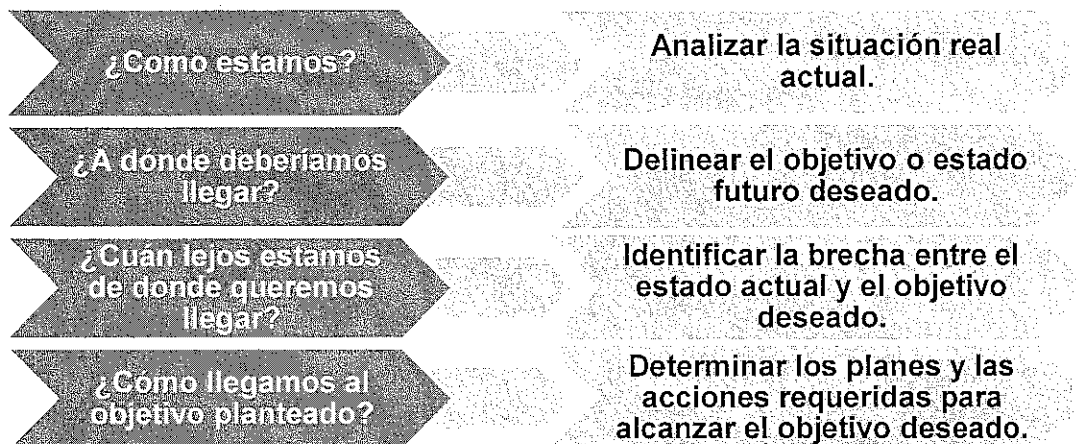 ¿Como estamos?
Analizar la situación real
actual.
¿A dónde deberíamos
llegar?
Delinear el objetivo o estado
futuro deseado.
¿Cuán lejos estamos
de donde queremos
llegar?
Identificar la brecha entre el
estado actual y el objetivo
deseado.
¿Cómo llegamos al
objetivo planteado?
Determinar los planes y las
acciones requeridas para
alcanzar el objetivo deseado.